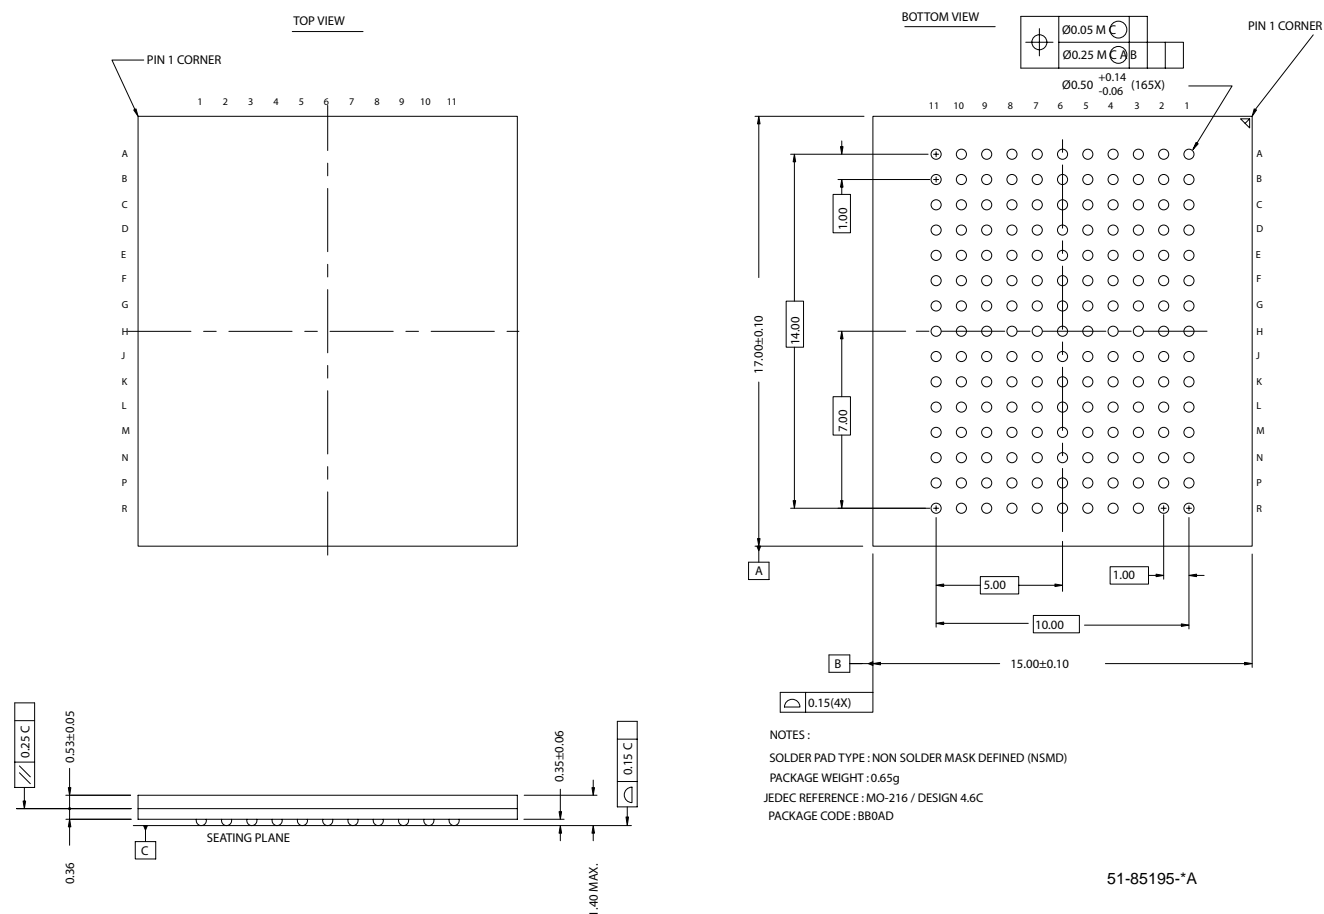 TOP VIEW
PIN 1 CORNER
1 2 3 4 5 6 7 8 9 10 11
A
B
C
D
E
F
G
H
J
K
L
M
N
P
R
BOTTOM VIEW
PIN 1 CORNER
Ø0.05 M C
Ø0.25 M C A B
Ø0.50 +0.14 -0.06 (165X)
11 10 9 8 7 6 5 4 3 2 1
A
B
C
D
E
F
G
H
J
K
L
M
N
P
R
1.00
14.00
17.00±0.10
7.00
A
1.00
5.00
10.00
B
15.00±0.10
0.15(4X)
0.25 C
0.53±0.05
0.35±0.06
0.15 C
SEATING PLANE
C
0.36
1.40 MAX.
NOTES :
SOLDER PAD TYPE : NON SOLDER MASK DEFINED (NSMD)
PACKAGE WEIGHT : 0.65g
JEDEC REFERENCE : MO-216 / DESIGN 4.6C
PACKAGE CODE : BB0AD
51-85195-*A